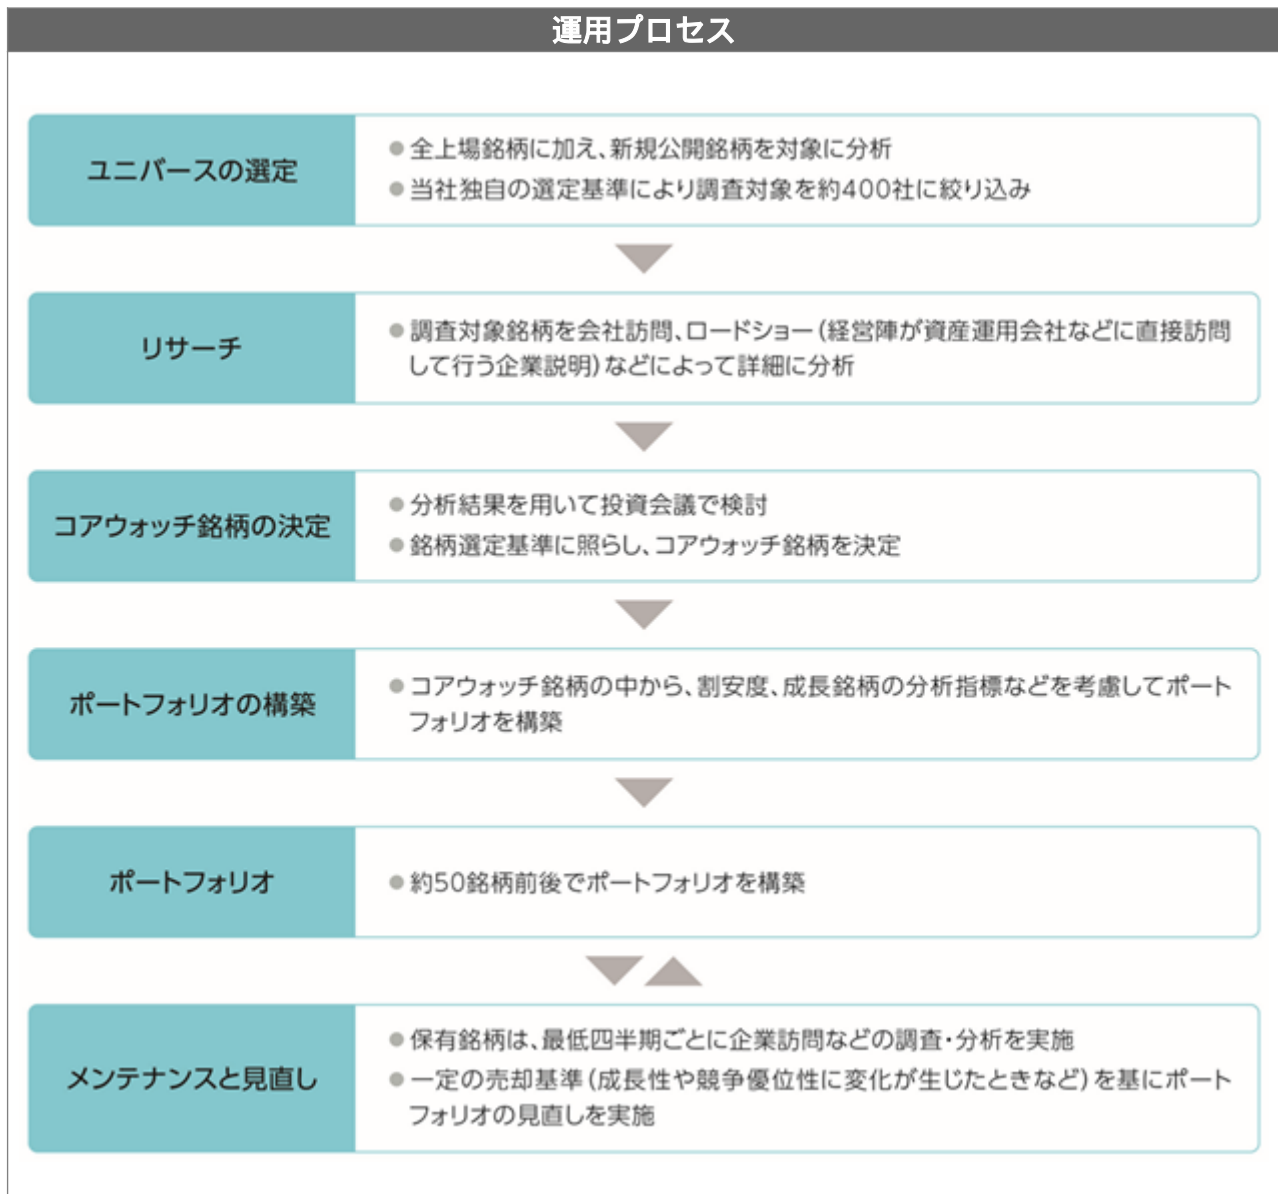 運用プロセス
ユニバースの選定
●全上場銘柄に加え、新規公開銘柄を対象に分析
●当社独自の選定基準により調査対象を約400社に絞り込み
リサーチ
●調査対象銘柄を会社訪問、ロードショー(経営陣が資産運用会社などに直接訪問
して行う企業説明)などによって詳細に分析
コアウォッチ銘柄の決定
●分析結果を用いて投資会議で検討
●銘柄選定基準に照らし、コアウォッチ銘柄を決定
ポートフォリオの構築
●コアウォッチ銘柄の中から、割安度、成長銘柄の分析指標などを考慮してポート
フォリオを構築
ポートフォリオ
●約50銘柄前後でポートフォリオを構築
メンテナンスと見直し
●保有銘柄は、最低四半期ごとに企業訪問などの調査・分析を実施
●一定の売却基準(成長性や競争優位性に変化が生じたときなど)を基にポート
フォリオの見直しを実施